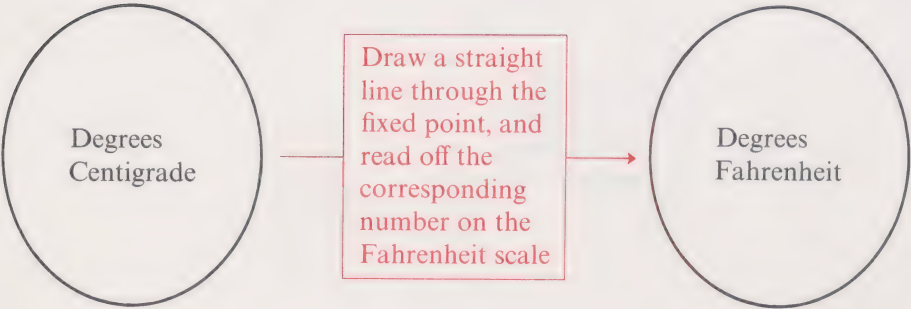 Degrees
Centigrade
Draw a straight
line through the
fixed point, and
read off the
corresponding
number on the
Fahrenheit scale
Degrees
Fahrenheit